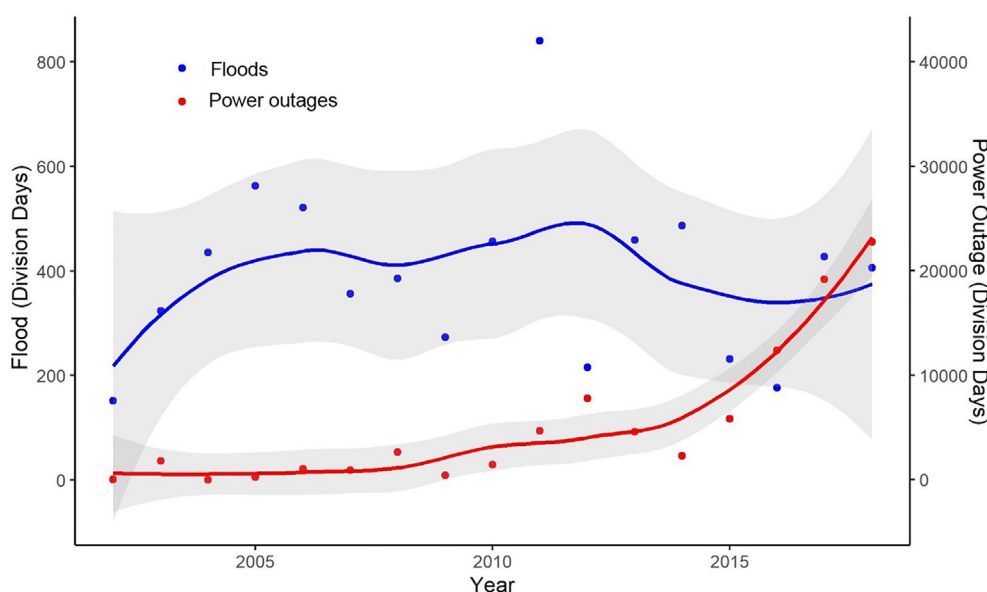 Floods
Power outages
Flood (Division Days)
800
600
400
200
0
40000
30000
20000
10000
0
Power Outage (Division Days)
2005
2010
2015
Year